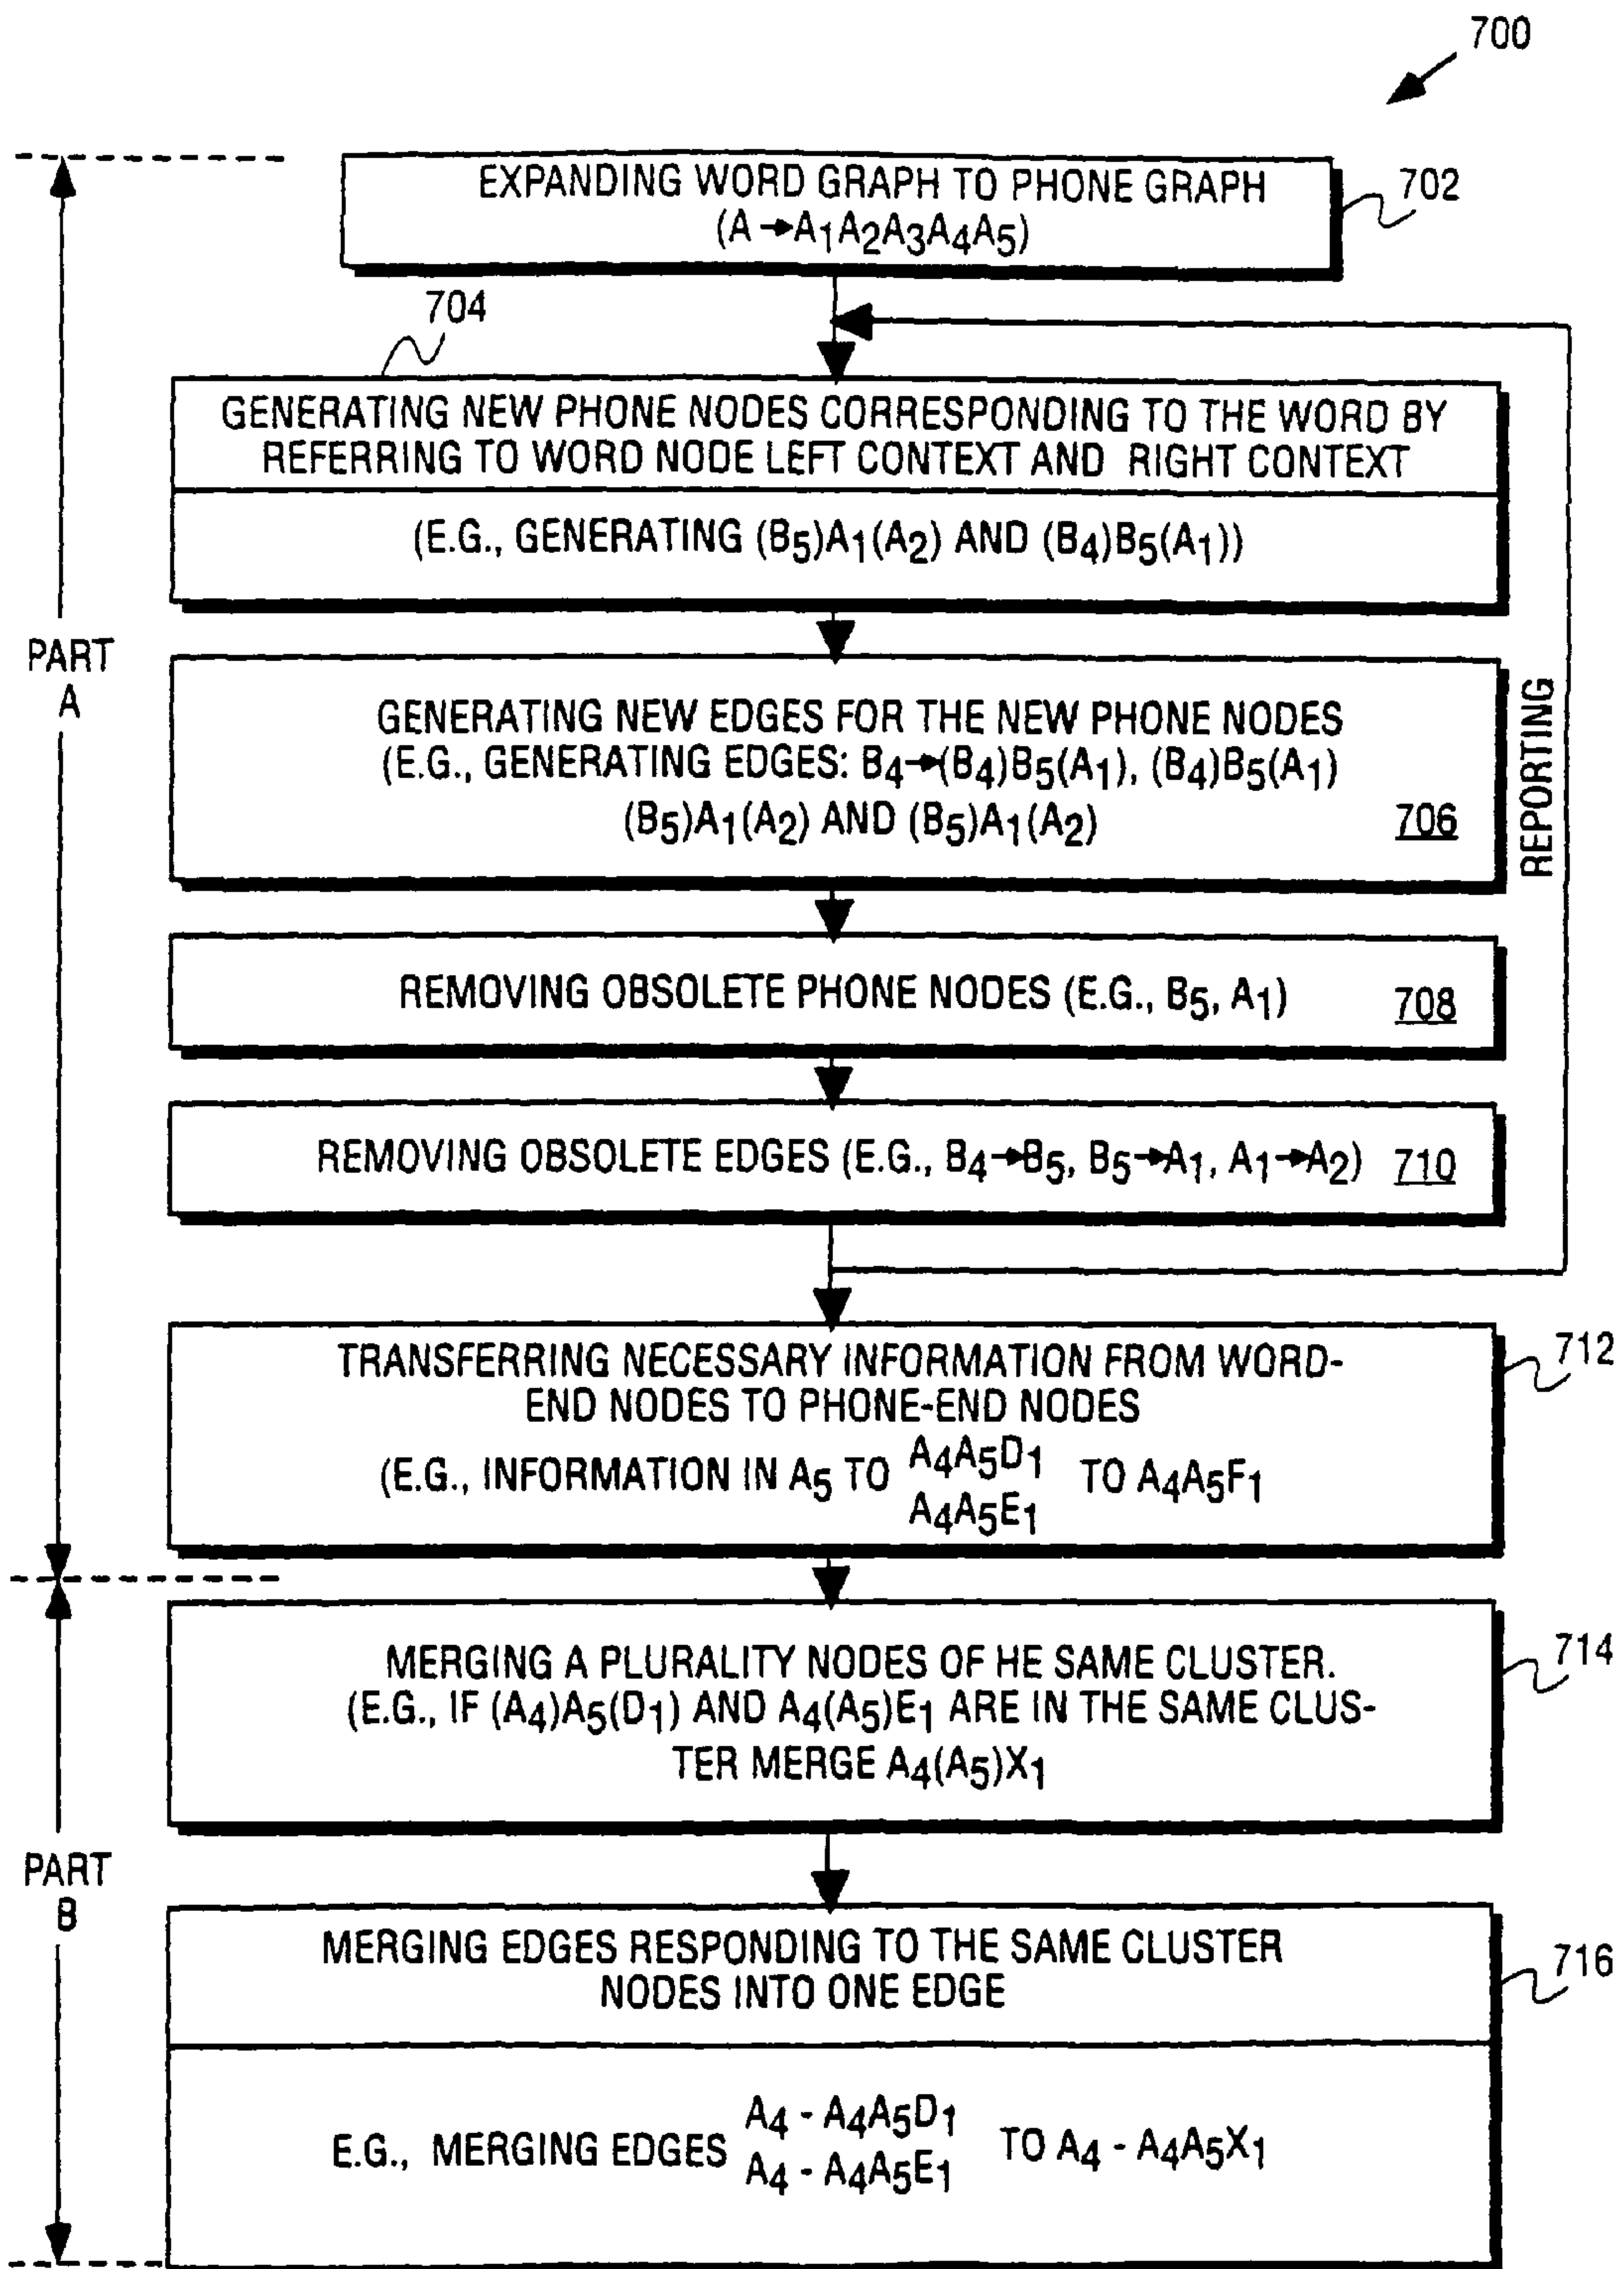 700
EXPANDING WORD GRAPH TO PHONE GRAPH
(A→A1A2A3A4A5)
702
704
GENERATING NEW PHONE NODES CORRESPONDING TO THE WORD BY
REFERRING TO WORD NODE LEFT CONTEXT AND RIGHT CONTEXT
(E.G., GENERATING (B5)A1(A2) AND (B4)B5(A1))
PART
A
GENERATING NEW EDGES FOR THE NEW PHONE NODES
(E.G., GENERATING EDGES: B4→(B4)B5(A1), (B4)B5(A1)
(B5)A1(A2) AND (B5)A1(A2)
706
REPORTING
REMOVING OBSOLETE PHONE NODES (E.G., B5, A1)
708
REMOVING OBSOLETE EDGES (E.G., B4→B5, B5→A1, A1→A2)
710
TRANSFERRING NECESSARY INFORMATION FROM WORD-
END NODES TO PHONE-END NODES
(E.G., INFORMATION IN A5 TO A4A5D1 TO A4A5F1
A4A5E1
712
MERGING A PLURALITY NODES OF HE SAME CLUSTER.
(E.G., IF (A4)A5(D1) AND A4(A5)E1 ARE IN THE SAME CLUS-
TER MERGE A4(A5)X1
714
PART
B
MERGING EDGES RESPONDING TO THE SAME CLUSTER
NODES INTO ONE EDGE
716
E.G., MERGING EDGES A4 - A4A5D1 TO A4 - A4A5X1
A4 - A4A5E1